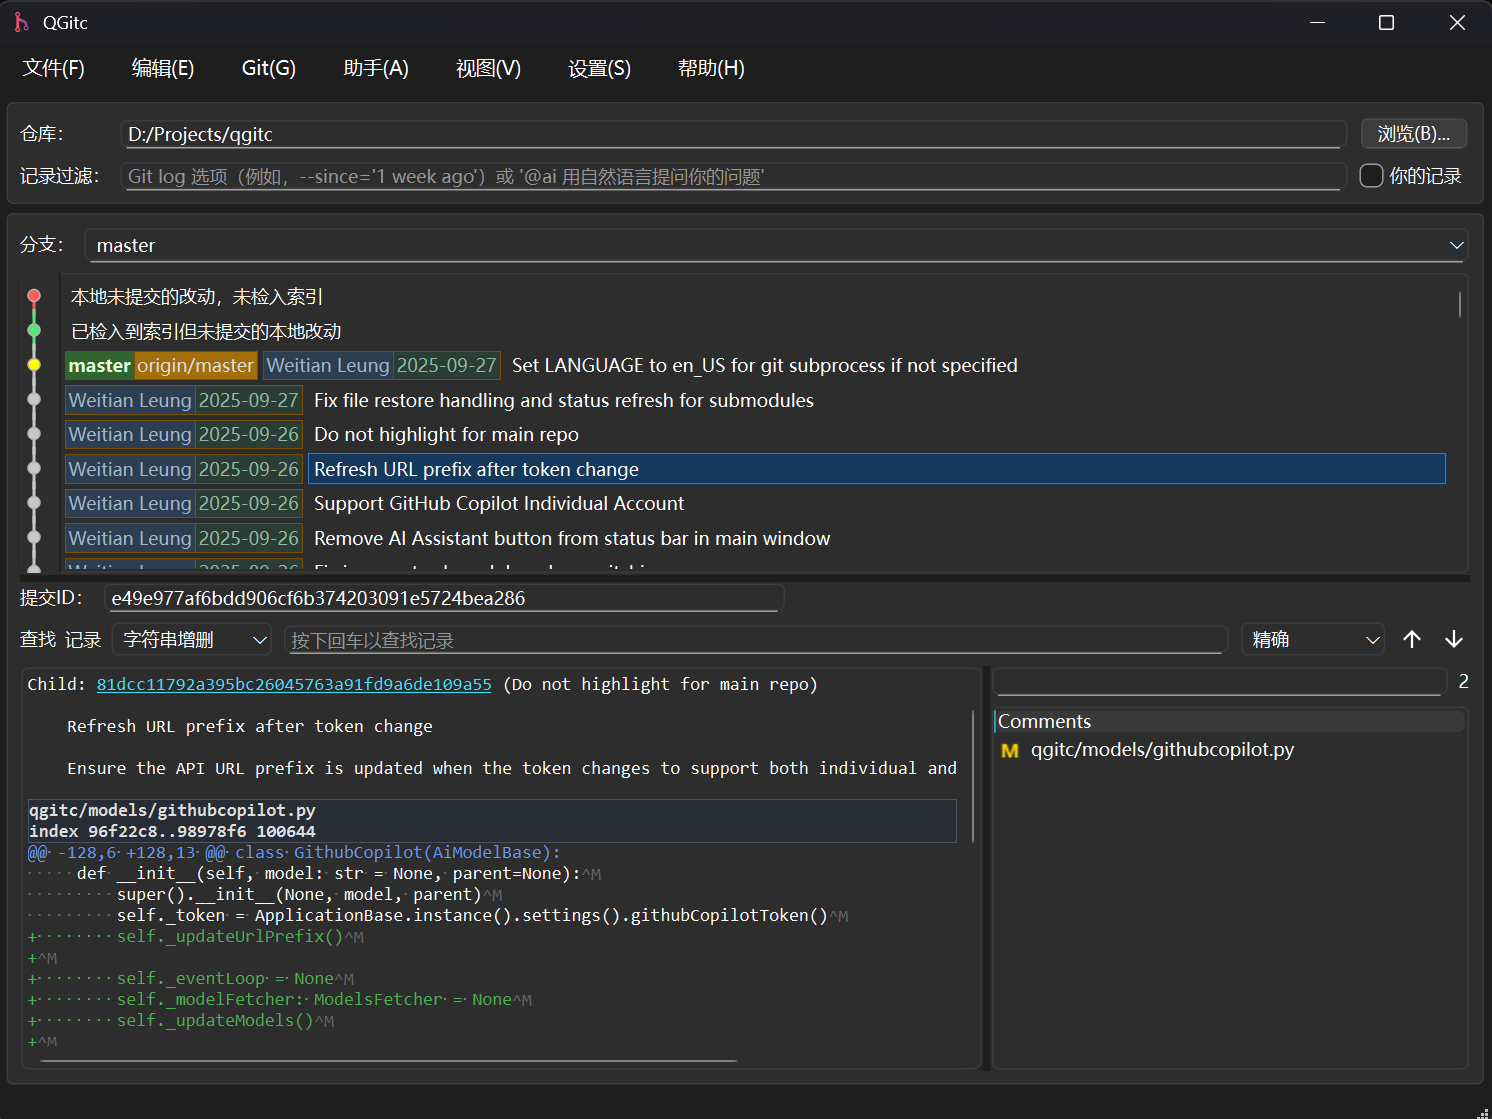 QGitc
文件(F) 编辑(E) Git(G) 助手(A) 视图(V) 设置(S) 帮助(H)
仓库: D:/Projects/qgitc 浏览(B)...
记录过滤: Git log 选项（例如，--since='1 week ago'）或 '@ai 用自然语言提问你的问题' 你的记录
分支: master
本地未提交的改动，未检入索引
已检入到索引但未提交的本地改动
master origin/master Weitian Leung 2025-09-27 Set LANGUAGE to en_US for git subprocess if not specified
Weitian Leung 2025-09-27 Fix file restore handling and status refresh for submodules
Weitian Leung 2025-09-26 Do not highlight for main repo
Weitian Leung 2025-09-26 Refresh URL prefix after token change
Weitian Leung 2025-09-26 Support GitHub Copilot Individual Account
Weitian Leung 2025-09-26 Remove AI Assistant button from status bar in main window
Weitian Leung 2025-09-26
提交ID: e49e977af6bdd906cf6b374203091e5724bea286
查找 记录 字符串增删 按下回车以查找记录 精确
Child: 81dcc11792a395bc26045763a91fd9a6de109a55 (Do not highlight for main repo)
Refresh URL prefix after token change
Ensure the API URL prefix is updated when the token changes to support both individual and
qgitc/models/githubcopilot.py
index 96f22c8..98978f6 100644
@@ -128,6 +128,13 @@ class GithubCopilot(AiModelBase):
def __init__(self, model: str = None, parent=None):^M
super().__init__(None, model, parent)^M
self._token = ApplicationBase.instance().settings().githubCopilotToken()^M
+ self._updateUrlPrefix()^M
+^M
+ self._eventLoop = None^M
+ self._modelFetcher: ModelsFetcher = None^M
+ self._updateModels()^M
+^M
2
Comments
M qgitc/models/githubcopilot.py